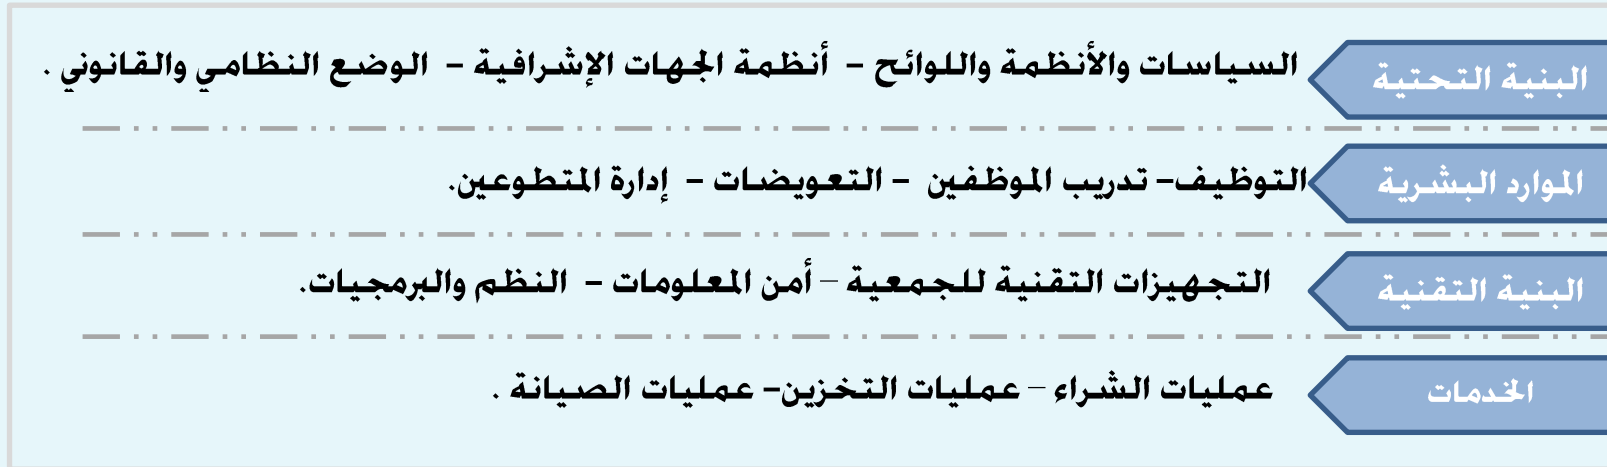 البنية التحتية
السياسات والأنظمة واللوائح – أنظمة الجهات الإشرافية – الوضع النظامي والقانوني .
الموارد البشرية
التوظيف– تدريب الموظفين – التعويضات – إدارة المتطوعين.
البنية التقنية
التجهيزات التقنية للجمعية – أمن المعلومات – النظم والبرمجيات.
الخدمات
عمليات الشراء – عمليات التخزين– عمليات الصيانة .